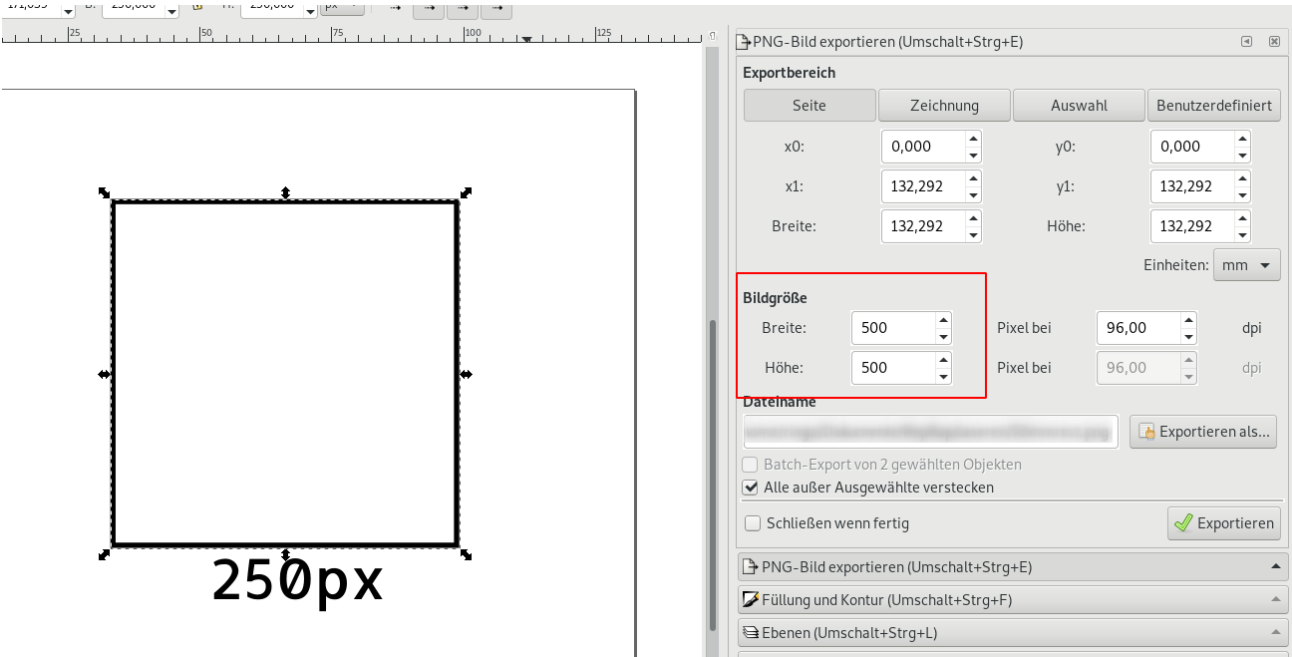 B:
H:
px
25
50
75
100
125
PNG-Bild exportieren (Umschalt+Strg+E)
Exportbereich
Seite Zeichnung Auswahl Benutzerdefiniert
x0: 0,000 y0: 0,000
x1: 132,292 y1: 132,292
Breite: 132,292 Höhe: 132,292
Einheiten: mm
Bildgröße
Breite: 500 Pixel bei 96,00 dpi
Höhe: 500 Pixel bei 96,00 dpi
Dateiname
Exportieren als...
Batch-Export von 2 gewählten Objekten
Alle außer Ausgewählte verstecken
Schließen wenn fertig Exportieren
PNG-Bild exportieren (Umschalt+Strg+E)
Füllung und Kontur (Umschalt+Strg+F)
Ebenen (Umschalt+Strg+L)
250px